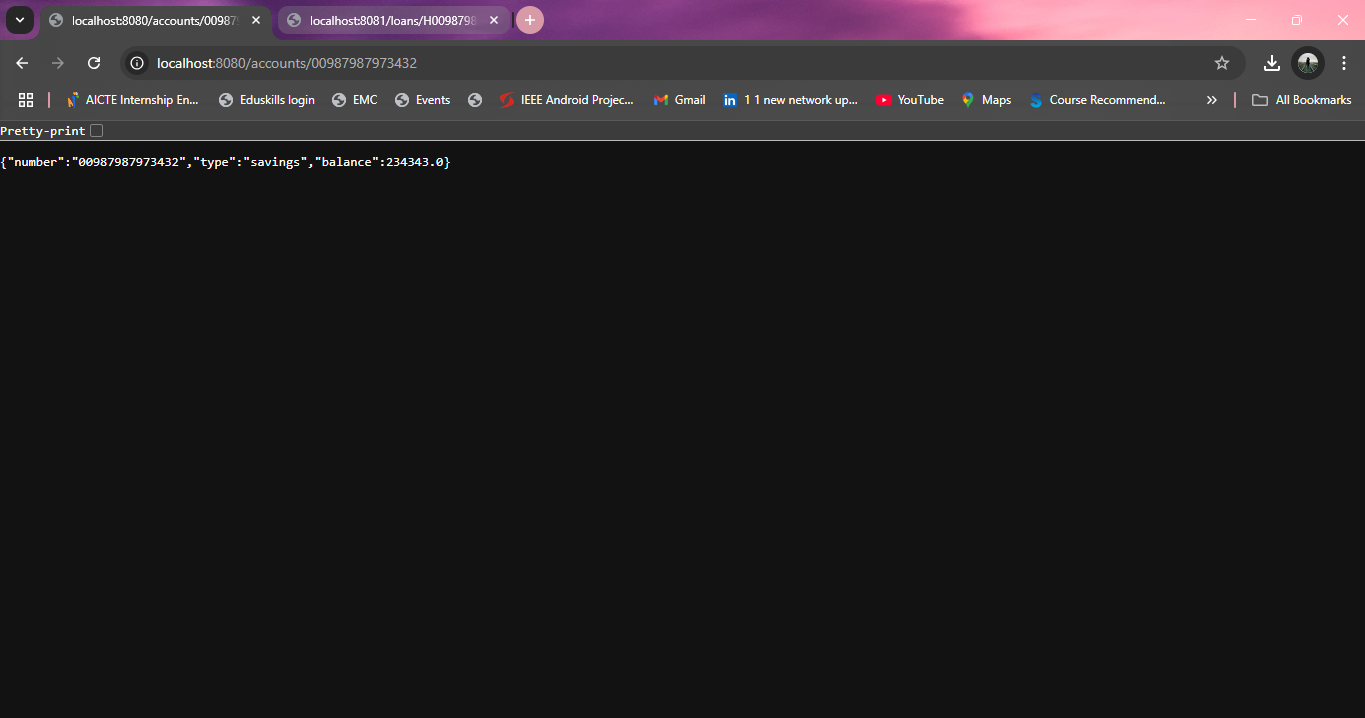 localhost:8080/accounts/00987 localhost:8081/loans/H0098798
localhost:8080/accounts/00987987973432
AICTE Internship En... Eduskills login EMC Events IEEE Android Projec... Gmail 1 1 new network up... YouTube Maps Course Recommend... » All Bookmarks
Pretty-print
{"number":"00987987973432","type":"savings","balance":234343.0}